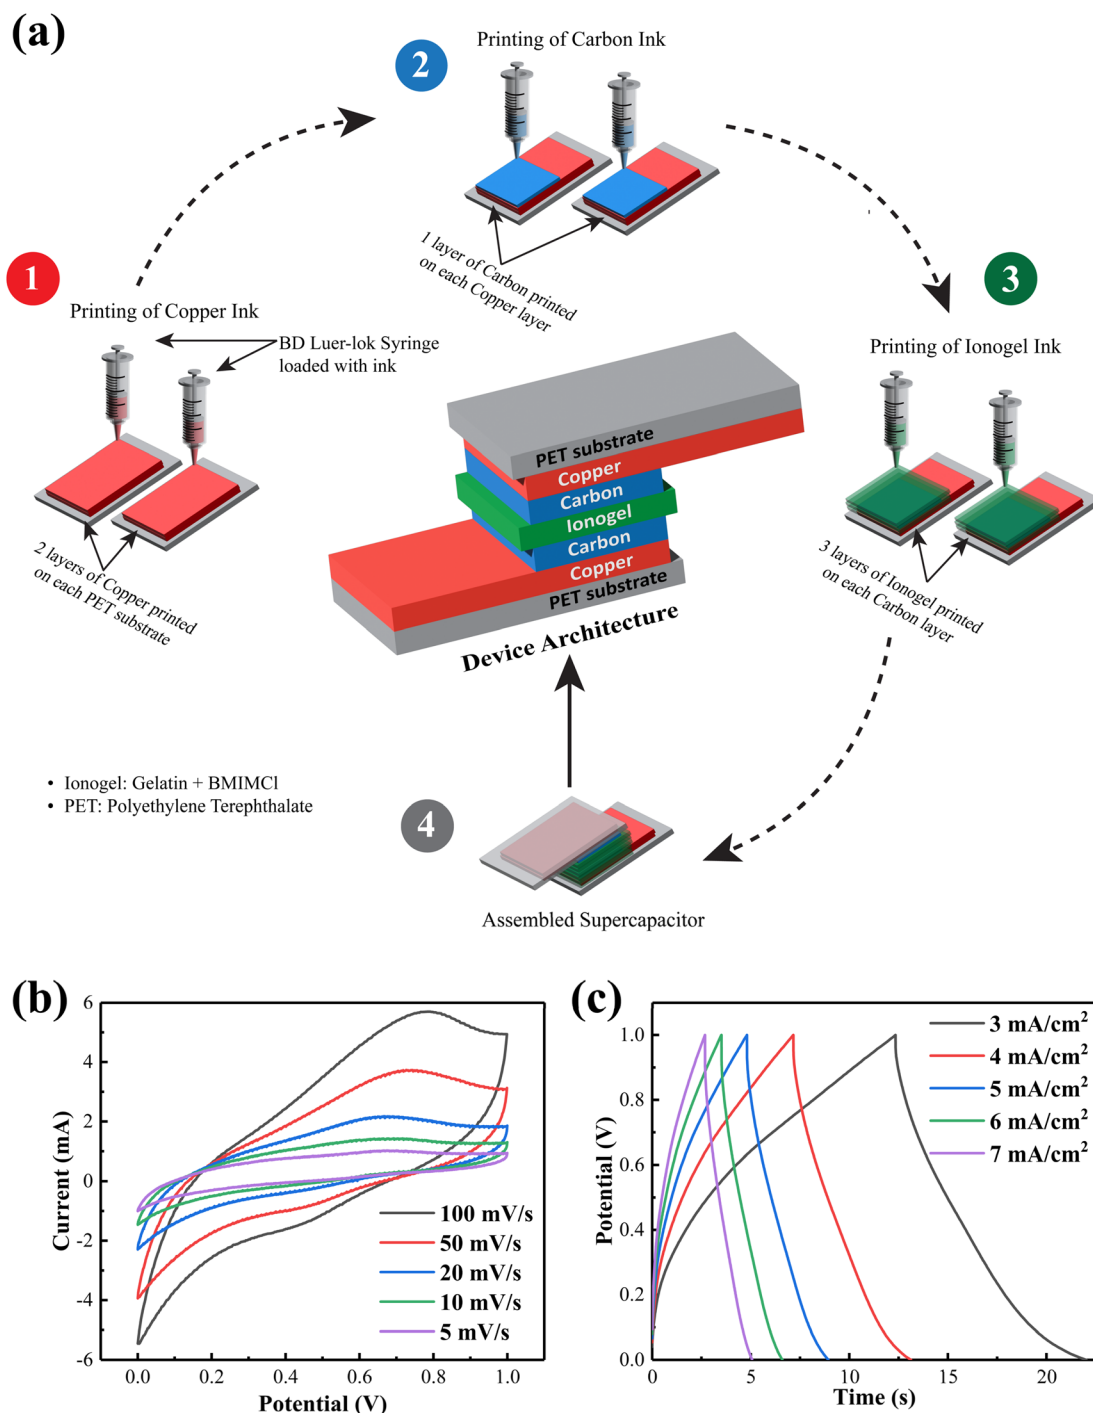 (a)
2
Printing of Carbon Ink
1 layer of Carbon printed
on each Copper layer
1
Printing of Copper Ink
BD Luer-lok Syringe
loaded with ink
2 layers of Copper printed
on each PET substrate
3
Printing of Ionogel Ink
3 layers of Ionogel printed
on each Carbon layer
PET substrate
Copper
Carbon
Ionogel
Carbon
Copper
PET substrate
Device Architecture
• Ionogel: Gelatin + BMIMCl
• PET: Polyethylene Terephthalate
4
Assembled Supercapacitor
(b)
Current (mA)
6
4
2
0
-2
-4
-6
100 mV/s
50 mV/s
20 mV/s
10 mV/s
5 mV/s
0.0 0.2 0.4 0.6 0.8 1.0
Potential (V)
(c)
Potential (V)
1.0
0.8
0.6
0.4
0.2
0.0
3 mA/cm²
4 mA/cm²
5 mA/cm²
6 mA/cm²
7 mA/cm²
0 5 10 15 20
Time (s)